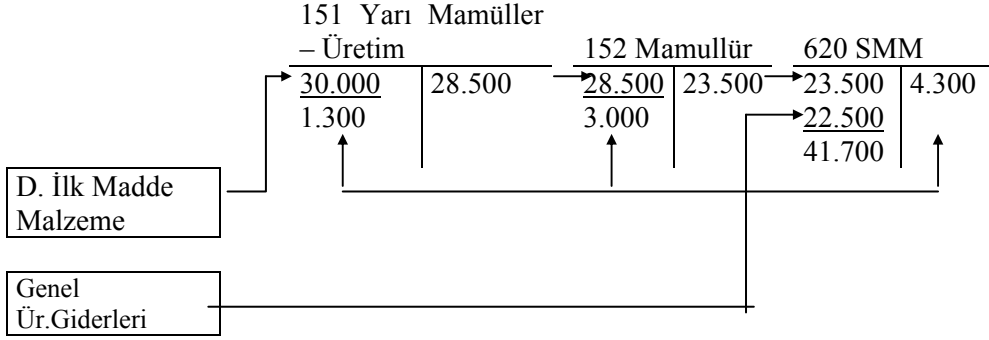 151 Yarı Mamüller
– Üretim
152 Mamullür
620 SMM
30.000 28.500 28.500 23.500 23.500 4.300
1.300 3.000 22.500
41.700
D. İlk Madde
Malzeme
Genel
Ür.Giderleri